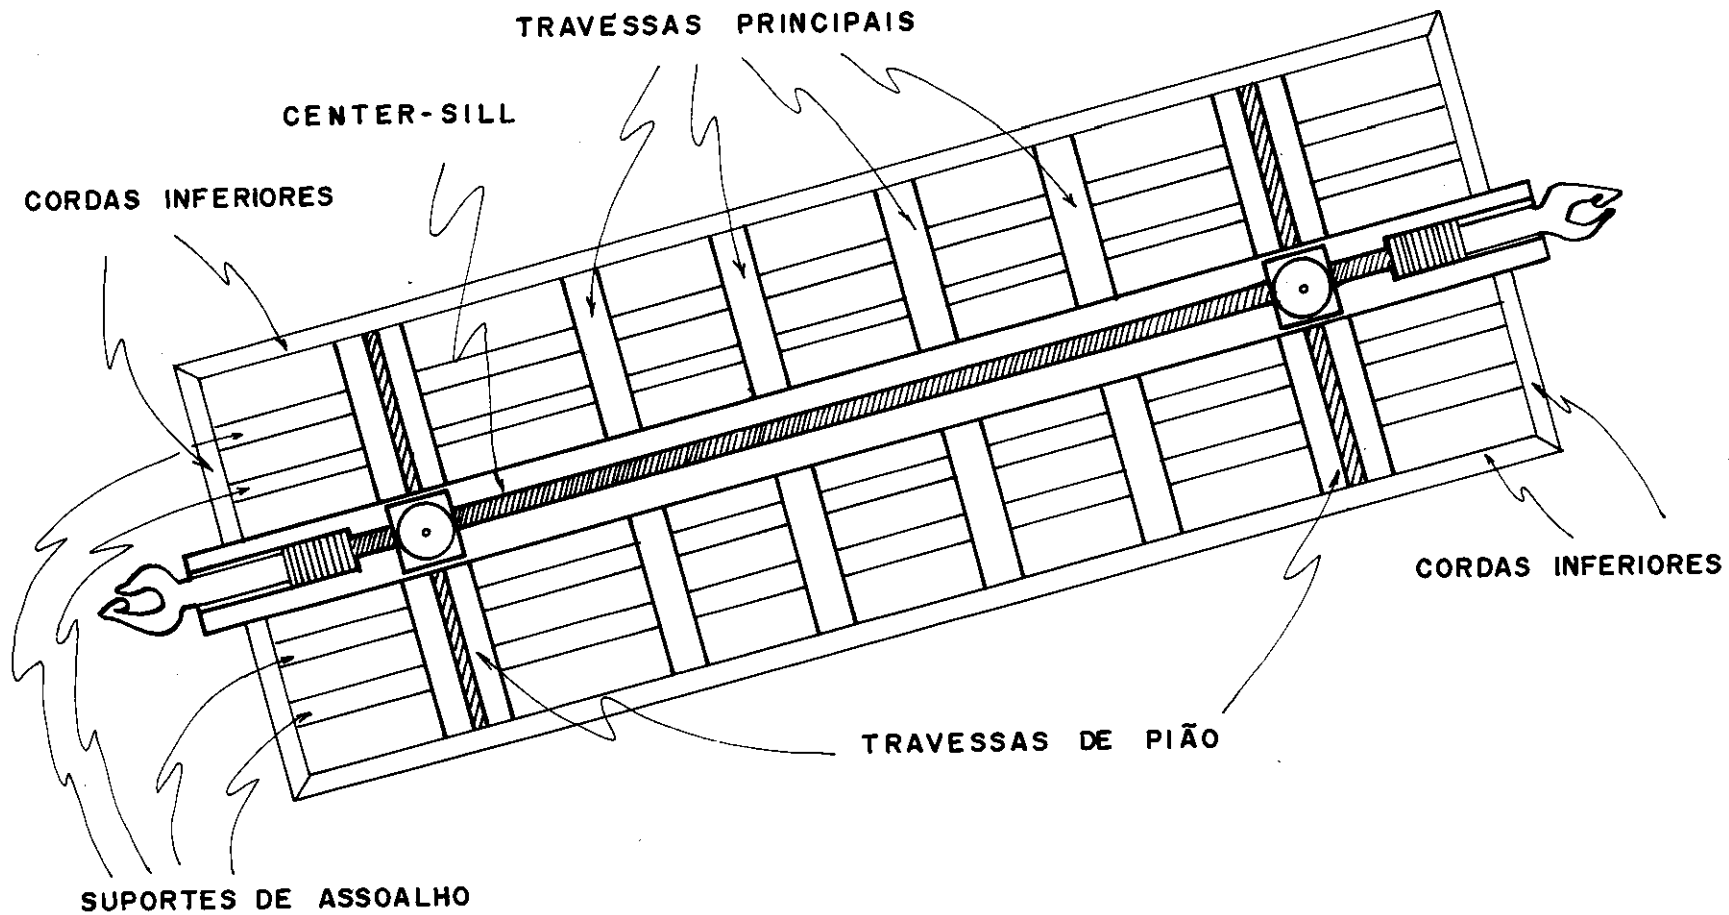 TRAVESSAS PRINCIPAIS
CENTER-SILL
CORDAS INFERIORES
CORDAS INFERIORES
TRAVESSAS DE PIÃO
SUPORTES DE ASSOALHO